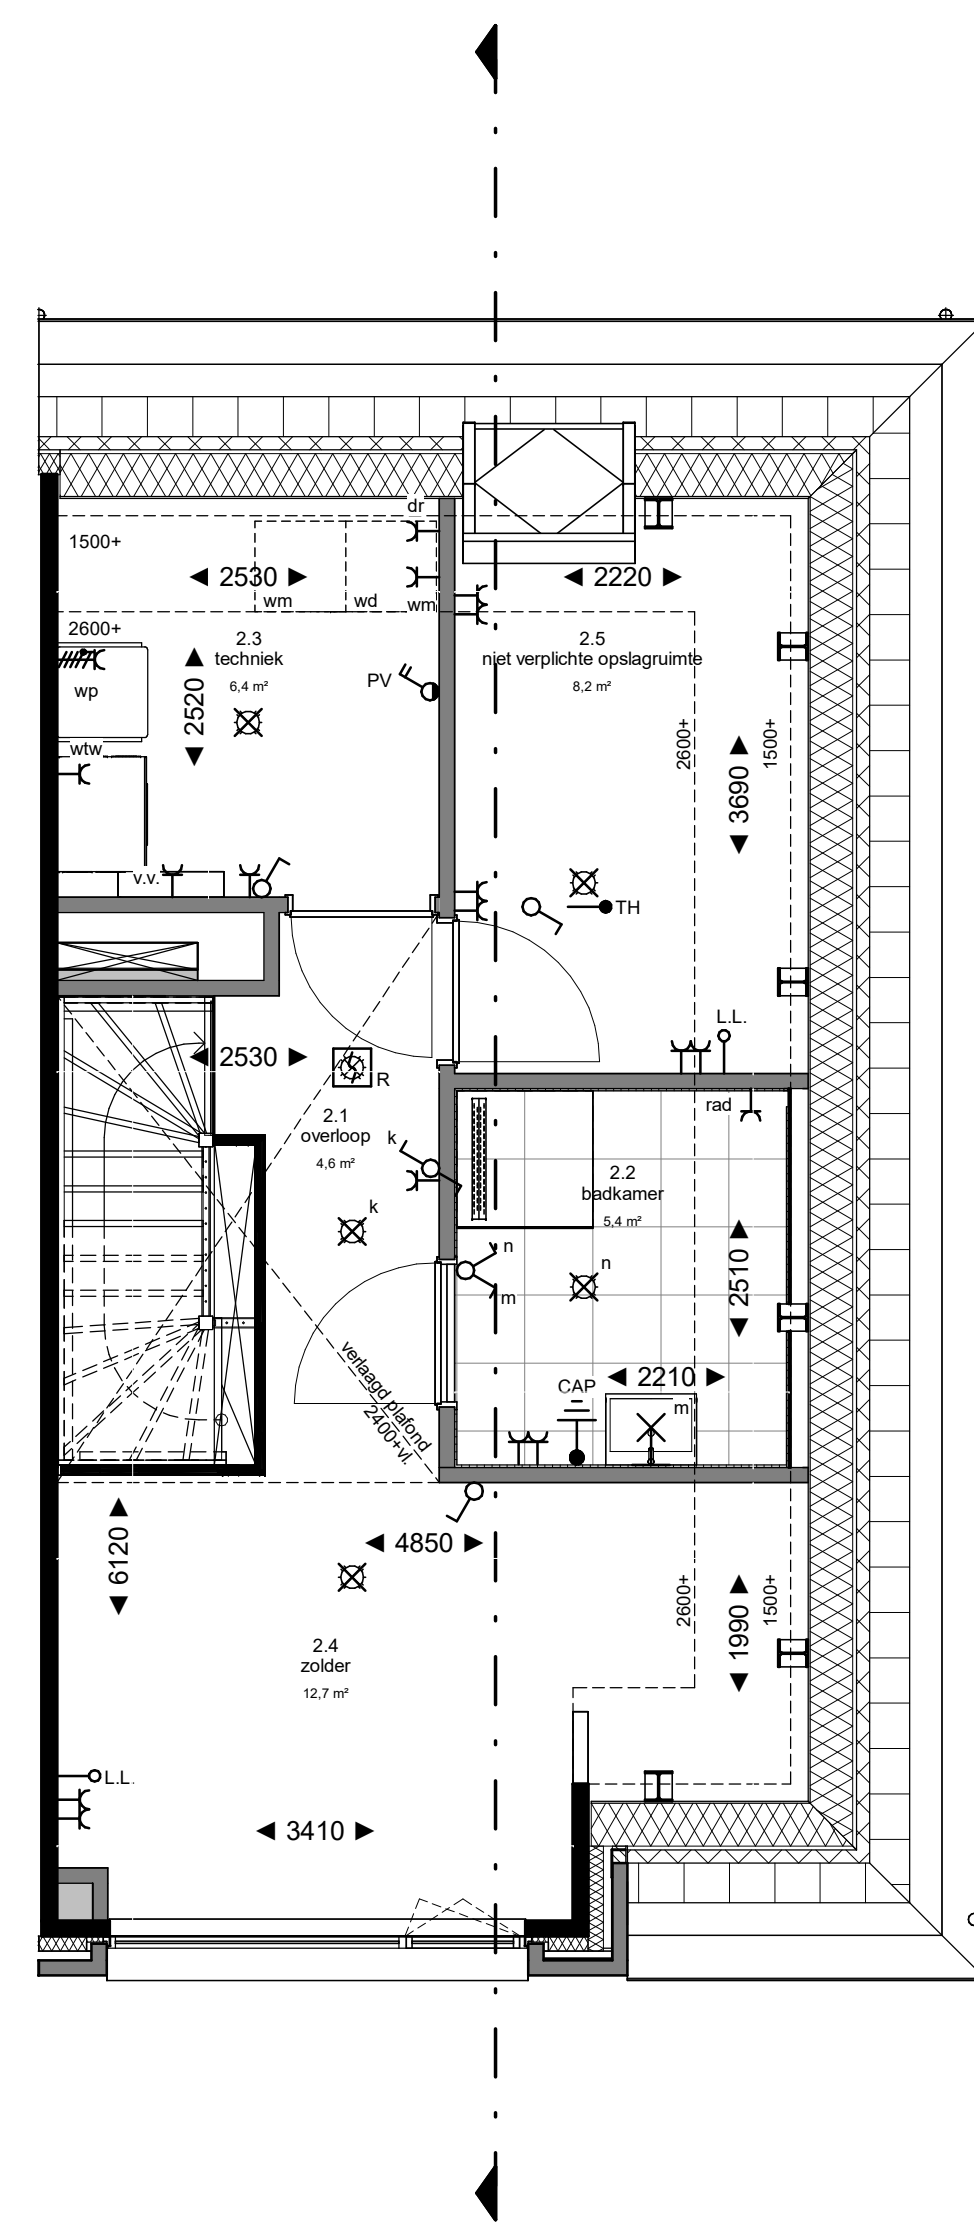 dr
1500+
2530
2220
wm
wd
wm
2600+
2.3
techniek
6,4 m²
2.5
niet verplichte opslagruimte
8,2 m²
wp
PV
2520
wtw
2600+
3690
1500+
v.v.
TH
L.L.
2530
R
rad
2.1
overloop
4,6 m²
k
k
2.2
badkamer
5,4 m²
n
n
m
2510
verlaagd plafond
2400+vl.
CAP
2210
m
6120
4850
2600+
1990
1500+
2.4
zolder
12,7 m²
L.L.
3410